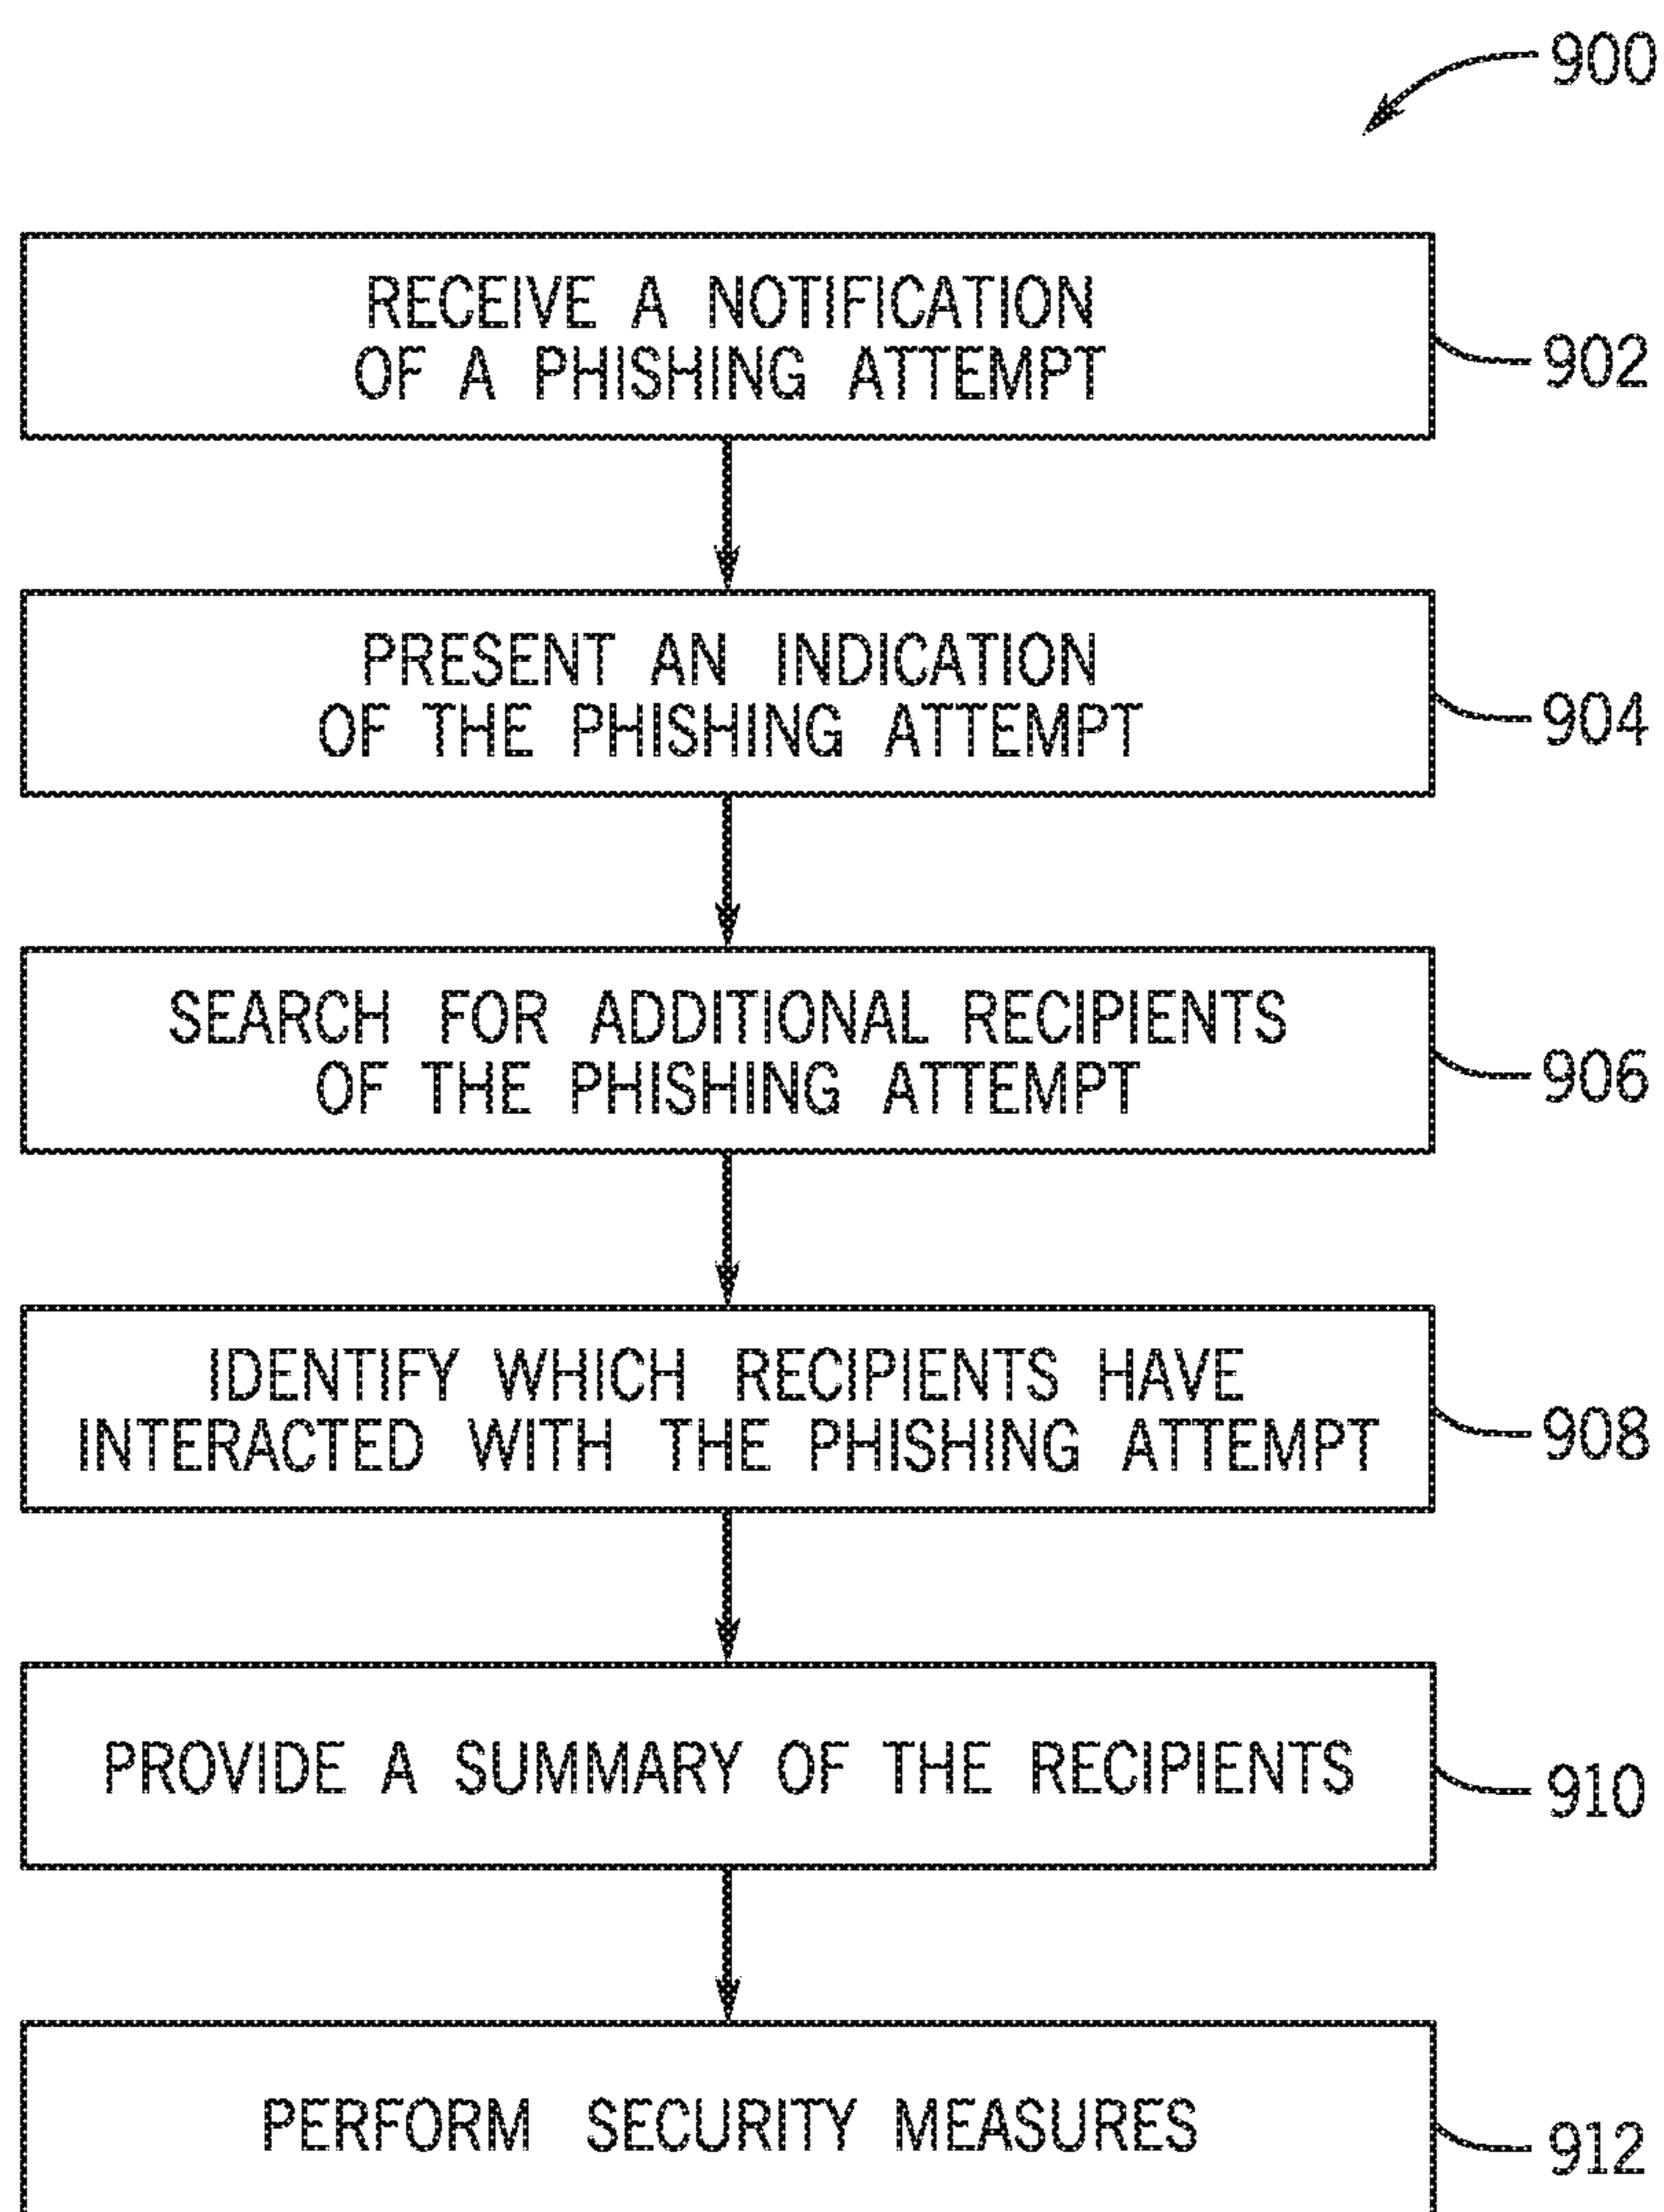 900
RECEIVE A NOTIFICATION
OF A PHISHING ATTEMPT
902
PRESENT AN INDICATION
OF THE PHISHING ATTEMPT
904
SEARCH FOR ADDITIONAL RECIPIENTS
OF THE PHISHING ATTEMPT
906
IDENTIFY WHICH RECIPIENTS HAVE
INTERACTED WITH THE PHISHING ATTEMPT
908
PROVIDE A SUMMARY OF THE RECIPIENTS
910
PERFORM SECURITY MEASURES
912